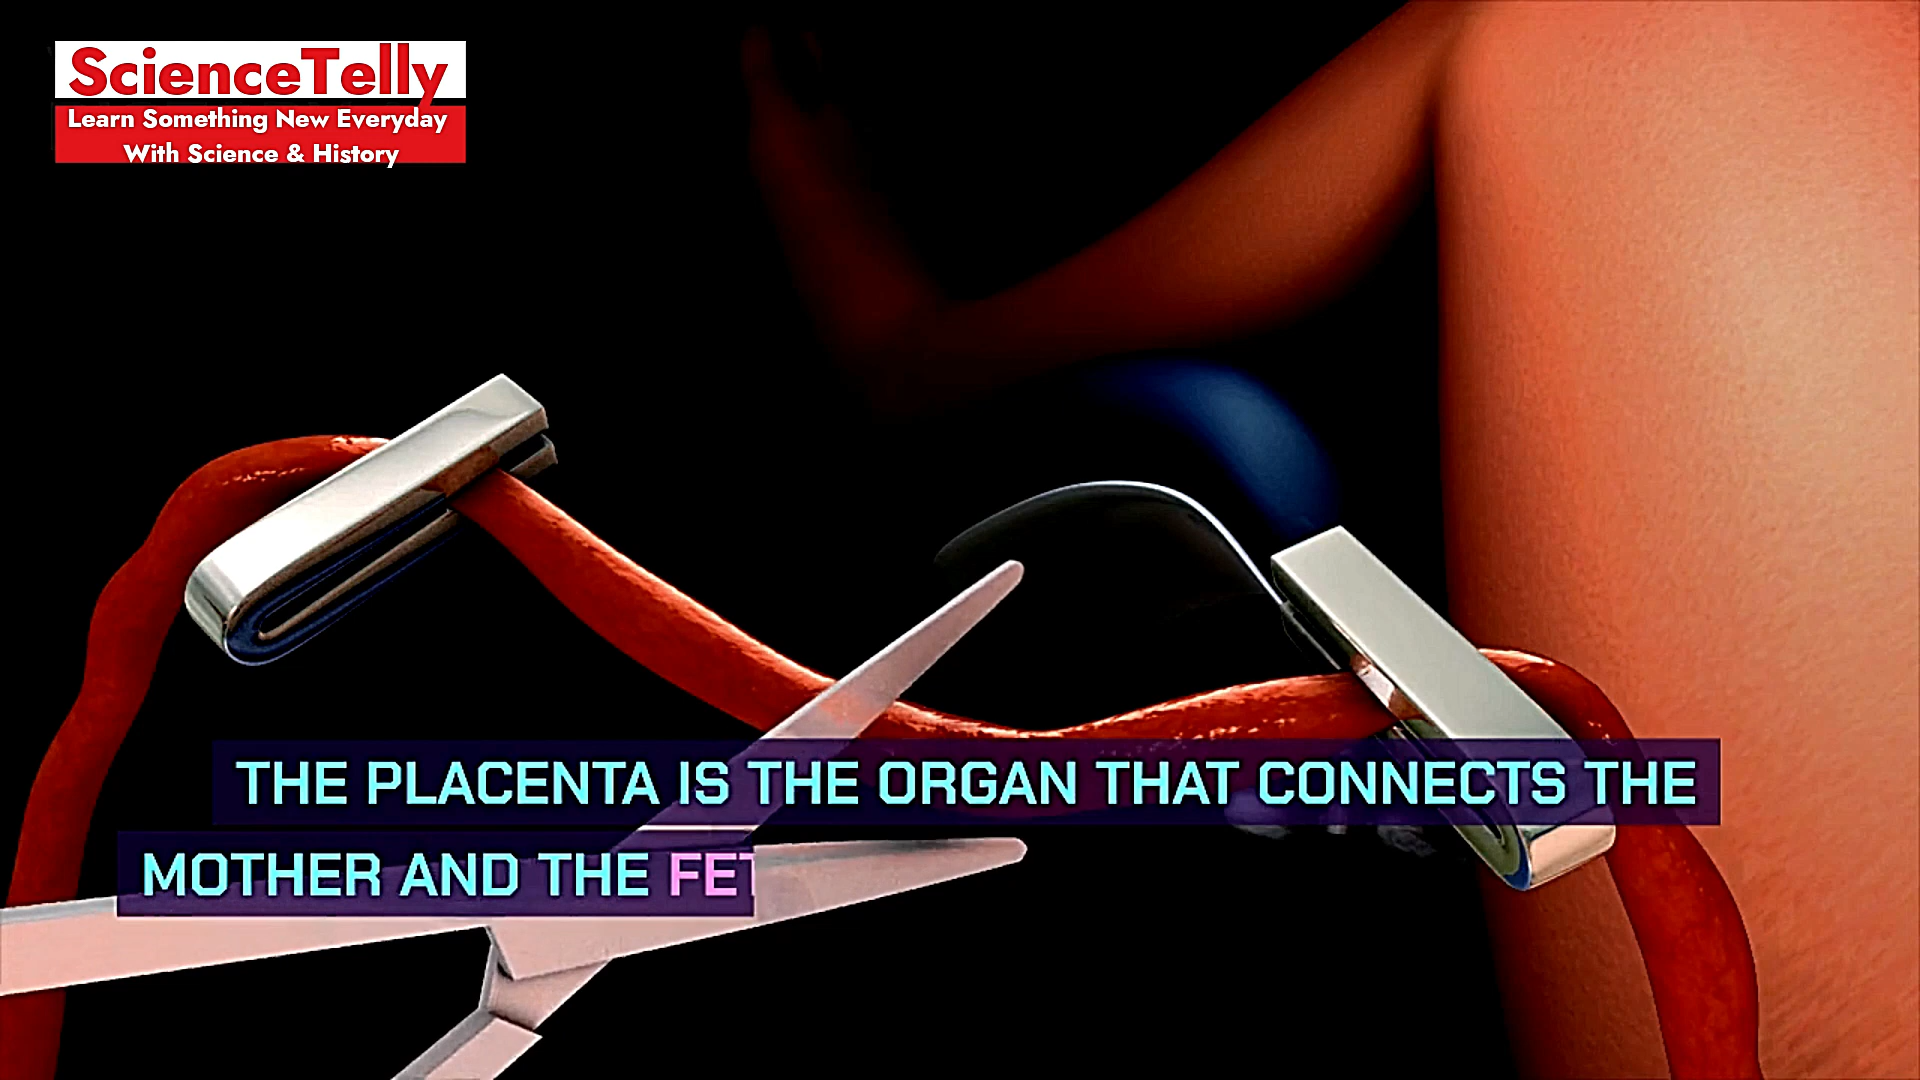 ScienceTelly
Learn Something New Everyday
With Science & History
THE PLACENTA IS THE ORGAN THAT CONNECTS THE
MOTHER AND THE FET